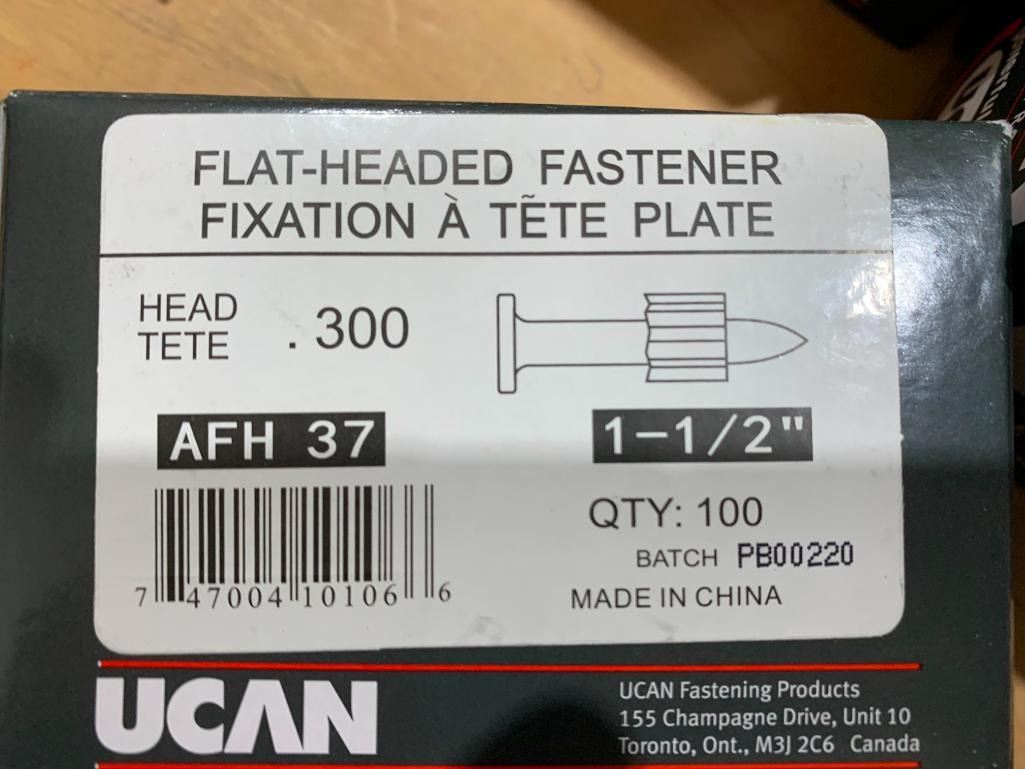 FLAT-HEADED FASTENER
FIXATION À TẼTE PLATE
HEAD
TETE
.300
AFH 37
1-1/2"
7 47004 10106 6
QTY: 100
BATCH PB00220
MADE IN CHINA
UCAN
UCAN Fastening Products
155 Champagne Drive, Unit 10
Toronto, Ont., M3J 2C6 Canada